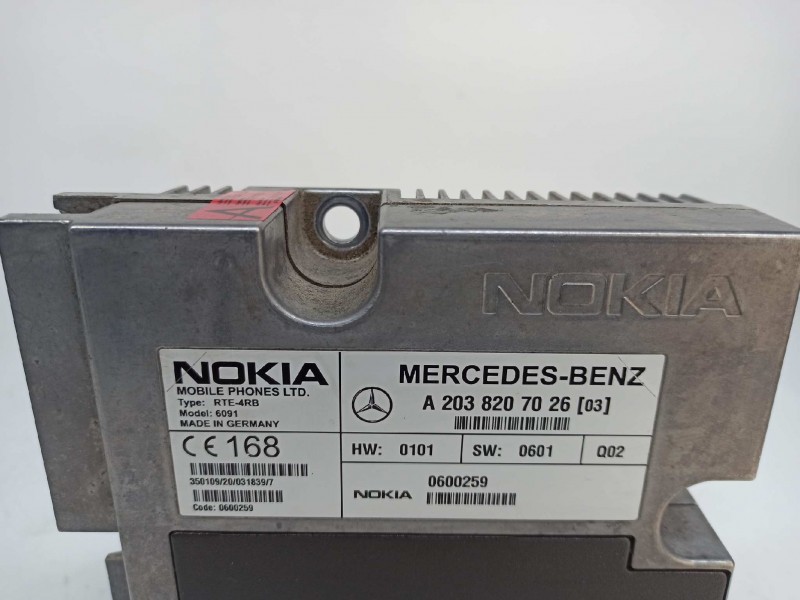 NOKIA
NOKIA
MOBILE PHONES LTD.
Type: RTE-4RB
Model: 6091
MADE IN GERMANY
CE 168
350109/20/031839/7
Code: 0600259
MERCEDES-BENZ
A 203 820 70 26 [03]
HW: 0101 SW: 0601 Q02
0600259
NOKIA